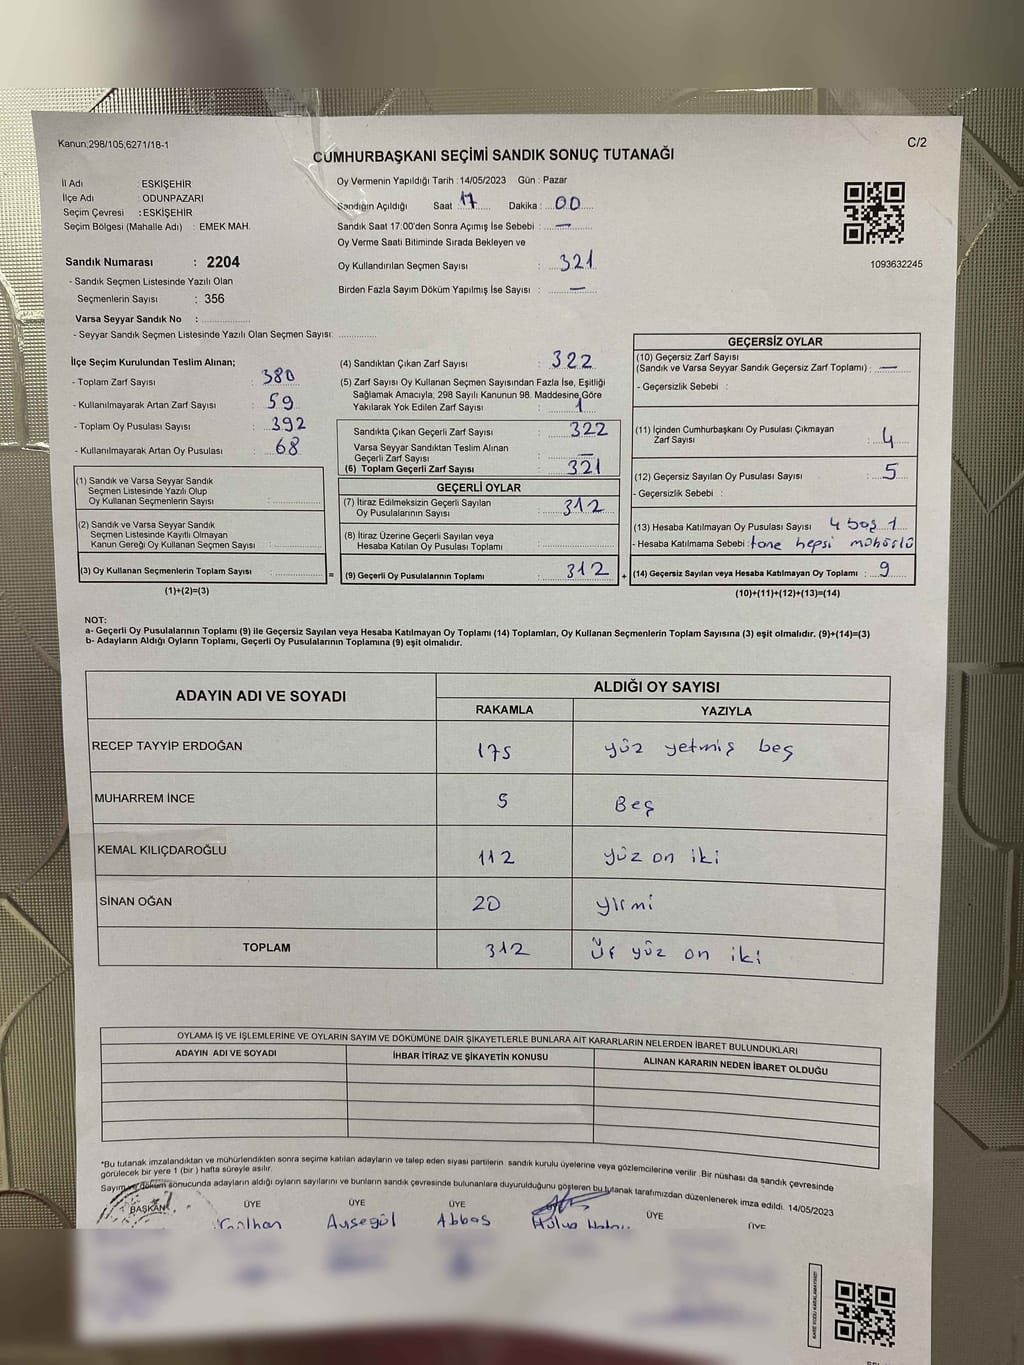 Kanun;298/105,6271/18-1
C/2
CUMHURBAŞKANI SEÇİMİ SANDIK SONUÇ TUTANAĞI
İl Adı : ESKİŞEHİR
İlçe Adı : ODUNPAZARI
Seçim Çevresi : ESKİŞEHİR
Seçim Bölgesi (Mahalle Adı) : EMEK MAH.
Sandık Numarası : 2204
- Sandık Seçmen Listesinde Yazılı Olan
Seçmenlerin Sayısı : 356
Varsa Seyyar Sandık No :
- Seyyar Sandık Seçmen Listesinde Yazılı Olan Seçmen Sayısı:
Oy Vermenin Yapıldığı Tarih : 14/05/2023 Gün : Pazar
Sandığın Açıldığı Saat 17 Dakika : 00
Sandık Saat 17:00'den Sonra Açımış İse Sebebi : —
Oy Verme Saati Bitiminde Sırada Bekleyen ve
Oy Kullandırılan Seçmen Sayısı : 321
Birden Fazla Sayım Döküm Yapılmış İse Sayısı : —
1093632245
İlçe Seçim Kurulundan Teslim Alınan;
- Toplam Zarf Sayısı : 380
- Kullanılmayarak Artan Zarf Sayısı : 59
- Toplam Oy Pusulası Sayısı : 392
- Kullanılmayarak Artan Oy Pusulası : 68
(1) Sandık ve Varsa Seyyar Sandık
Seçmen Listesinde Yazılı Olup
Oy Kullanan Seçmenlerin Sayısı :
(2) Sandık ve Varsa Seyyar Sandık
Seçmen Listesinde Kayıtlı Olmayan
Kanun Gereği Oy Kullanan Seçmen Sayısı :
(3) Oy Kullanan Seçmenlerin Toplam Sayısı :
(1)+(2)=(3)
=
(4) Sandıktan Çıkan Zarf Sayısı : 322
(5) Zarf Sayısı Oy Kullanan Seçmen Sayısından Fazla İse, Eşitliği
Sağlamak Amacıyla; 298 Sayılı Kanunun 98. Maddesine Göre
Yakılarak Yok Edilen Zarf Sayısı : 1
Sandıkta Çıkan Geçerli Zarf Sayısı : 322
Varsa Seyyar Sandıktan Teslim Alınan
Geçerli Zarf Sayısı : —
(6) Toplam Geçerli Zarf Sayısı : 321
GEÇERLİ OYLAR
(7) İtiraz Edilmeksizin Geçerli Sayılan
Oy Pusulalarının Sayısı : 312
(8) İtiraz Üzerine Geçerli Sayılan veya
Hesaba Katılan Oy Pusulası Toplamı :
(9) Geçerli Oy Pusulalarının Toplamı : 312
+
GEÇERSİZ OYLAR
(10) Geçersiz Zarf Sayısı
(Sandık ve Varsa Seyyar Sandık Geçersiz Zarf Toplamı) : —
- Geçersizlik Sebebi :
(11) İçinden Cumhurbaşkanı Oy Pusulası Çıkmayan
Zarf Sayısı : 4
(12) Geçersiz Sayılan Oy Pusulası Sayısı : 5
- Geçersizlik Sebebi :
(13) Hesaba Katılmayan Oy Pusulası Sayısı 4 boş 1
- Hesaba Katılmama Sebebi : tane hepsi mühürlü
(14) Geçersiz Sayılan veya Hesaba Katılmayan Oy Toplamı : 9
(10)+(11)+(12)+(13)=(14)
NOT:
a- Geçerli Oy Pusulalarının Toplamı (9) ile Geçersiz Sayılan veya Hesaba Katılmayan Oy Toplamı (14) Toplamları, Oy Kullanan Seçmenlerin Toplam Sayısına (3) eşit olmalıdır. (9)+(14)=(3)
b- Adayların Aldığı Oyların Toplamı, Geçerli Oy Pusulalarının Toplamına (9) eşit olmalıdır.
ADAYIN ADI VE SOYADI
ALDIĞI OY SAYISI
RAKAMLA YAZIYLA
RECEP TAYYİP ERDOĞAN 175 yüz yetmiş beş
MUHARREM İNCE 5 Beş
KEMAL KILIÇDAROĞLU 112 yüz on iki
SİNAN OĞAN 20 yirmi
TOPLAM 312 Üç yüz on iki
OYLAMA İŞ VE İŞLEMLERİNE VE OYLARIN SAYIM VE DÖKÜMÜNE DAİR ŞİKAYETLERLE BUNLARA AİT KARARLARIN NELERDEN İBARET BULUNDUKLARI
ADAYIN ADI VE SOYADI İHBAR İTİRAZ VE ŞİKAYETİN KONUSU ALINAN KARARIN NEDEN İBARET OLDUĞU
*Bu tutanak imzalandıktan ve mühürlendikten sonra seçime katılan adayların ve talep eden siyasi partilerin sandık kurulu üyelerine veya gözlemcilerine verilir. Bir nüshası da sandık çevresinde
görülecek bir yere 1 (bir) hafta süreyle asılır.
Sayım ve döküm sonucunda adayların aldığı oyların sayılarını ve bunların sandık çevresinde bulunanlara duyurulduğunu gösteren bu tutanak tarafımızdan düzenlenerek imza edildi. 14/05/2023
BAŞKAN ÜYE ÜYE ÜYE ÜYE ÜYE
Ayşegül Abbas Hülya